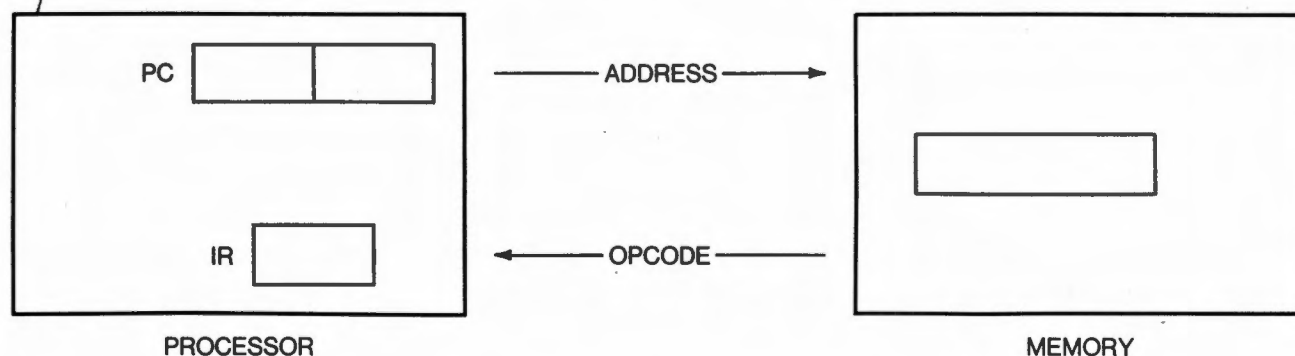 PC
ADDRESS
IR
OPCODE
PROCESSOR
MEMORY